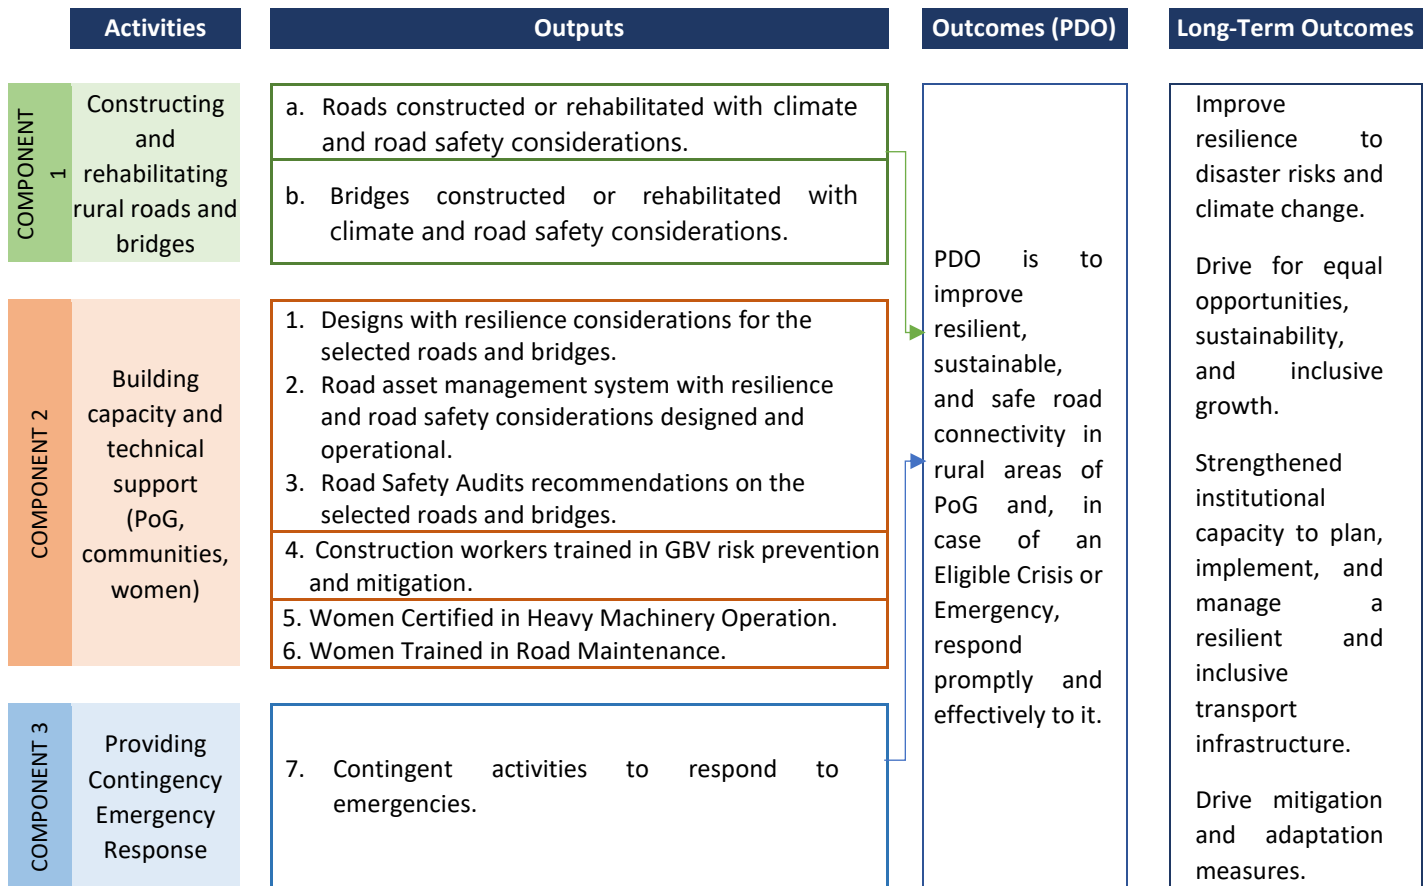 Activities
Outputs
Outcomes (PDO)
Long-Term Outcomes
COMPONENT
1
Constructing
and
rehabilitating
rural roads and
bridges
a. Roads constructed or rehabilitated with climate
and road safety considerations.
b. Bridges constructed or rehabilitated with
climate and road safety considerations.
COMPONENT 2
Building
capacity and
technical
support
(PoG,
communities,
women)
1. Designs with resilience considerations for the
selected roads and bridges.
2. Road asset management system with resilience
and road safety considerations designed and
operational.
3. Road Safety Audits recommendations on the
selected roads and bridges.
4. Construction workers trained in GBV risk prevention
and mitigation.
5. Women Certified in Heavy Machinery Operation.
6. Women Trained in Road Maintenance.
COMPONENT 3
Providing
Contingency
Emergency
Response
7. Contingent activities to respond to
emergencies.
PDO is to
improve
resilient,
sustainable,
and safe road
connectivity in
rural areas of
PoG and, in
case of an
Eligible Crisis or
Emergency,
respond
promptly and
effectively to it.
Improve
resilience to
disaster risks and
climate change.
Drive for equal
opportunities,
sustainability,
and inclusive
growth.
Strengthened
institutional
capacity to plan,
implement, and
manage a
resilient and
inclusive
transport
infrastructure.
Drive mitigation
and adaptation
measures.